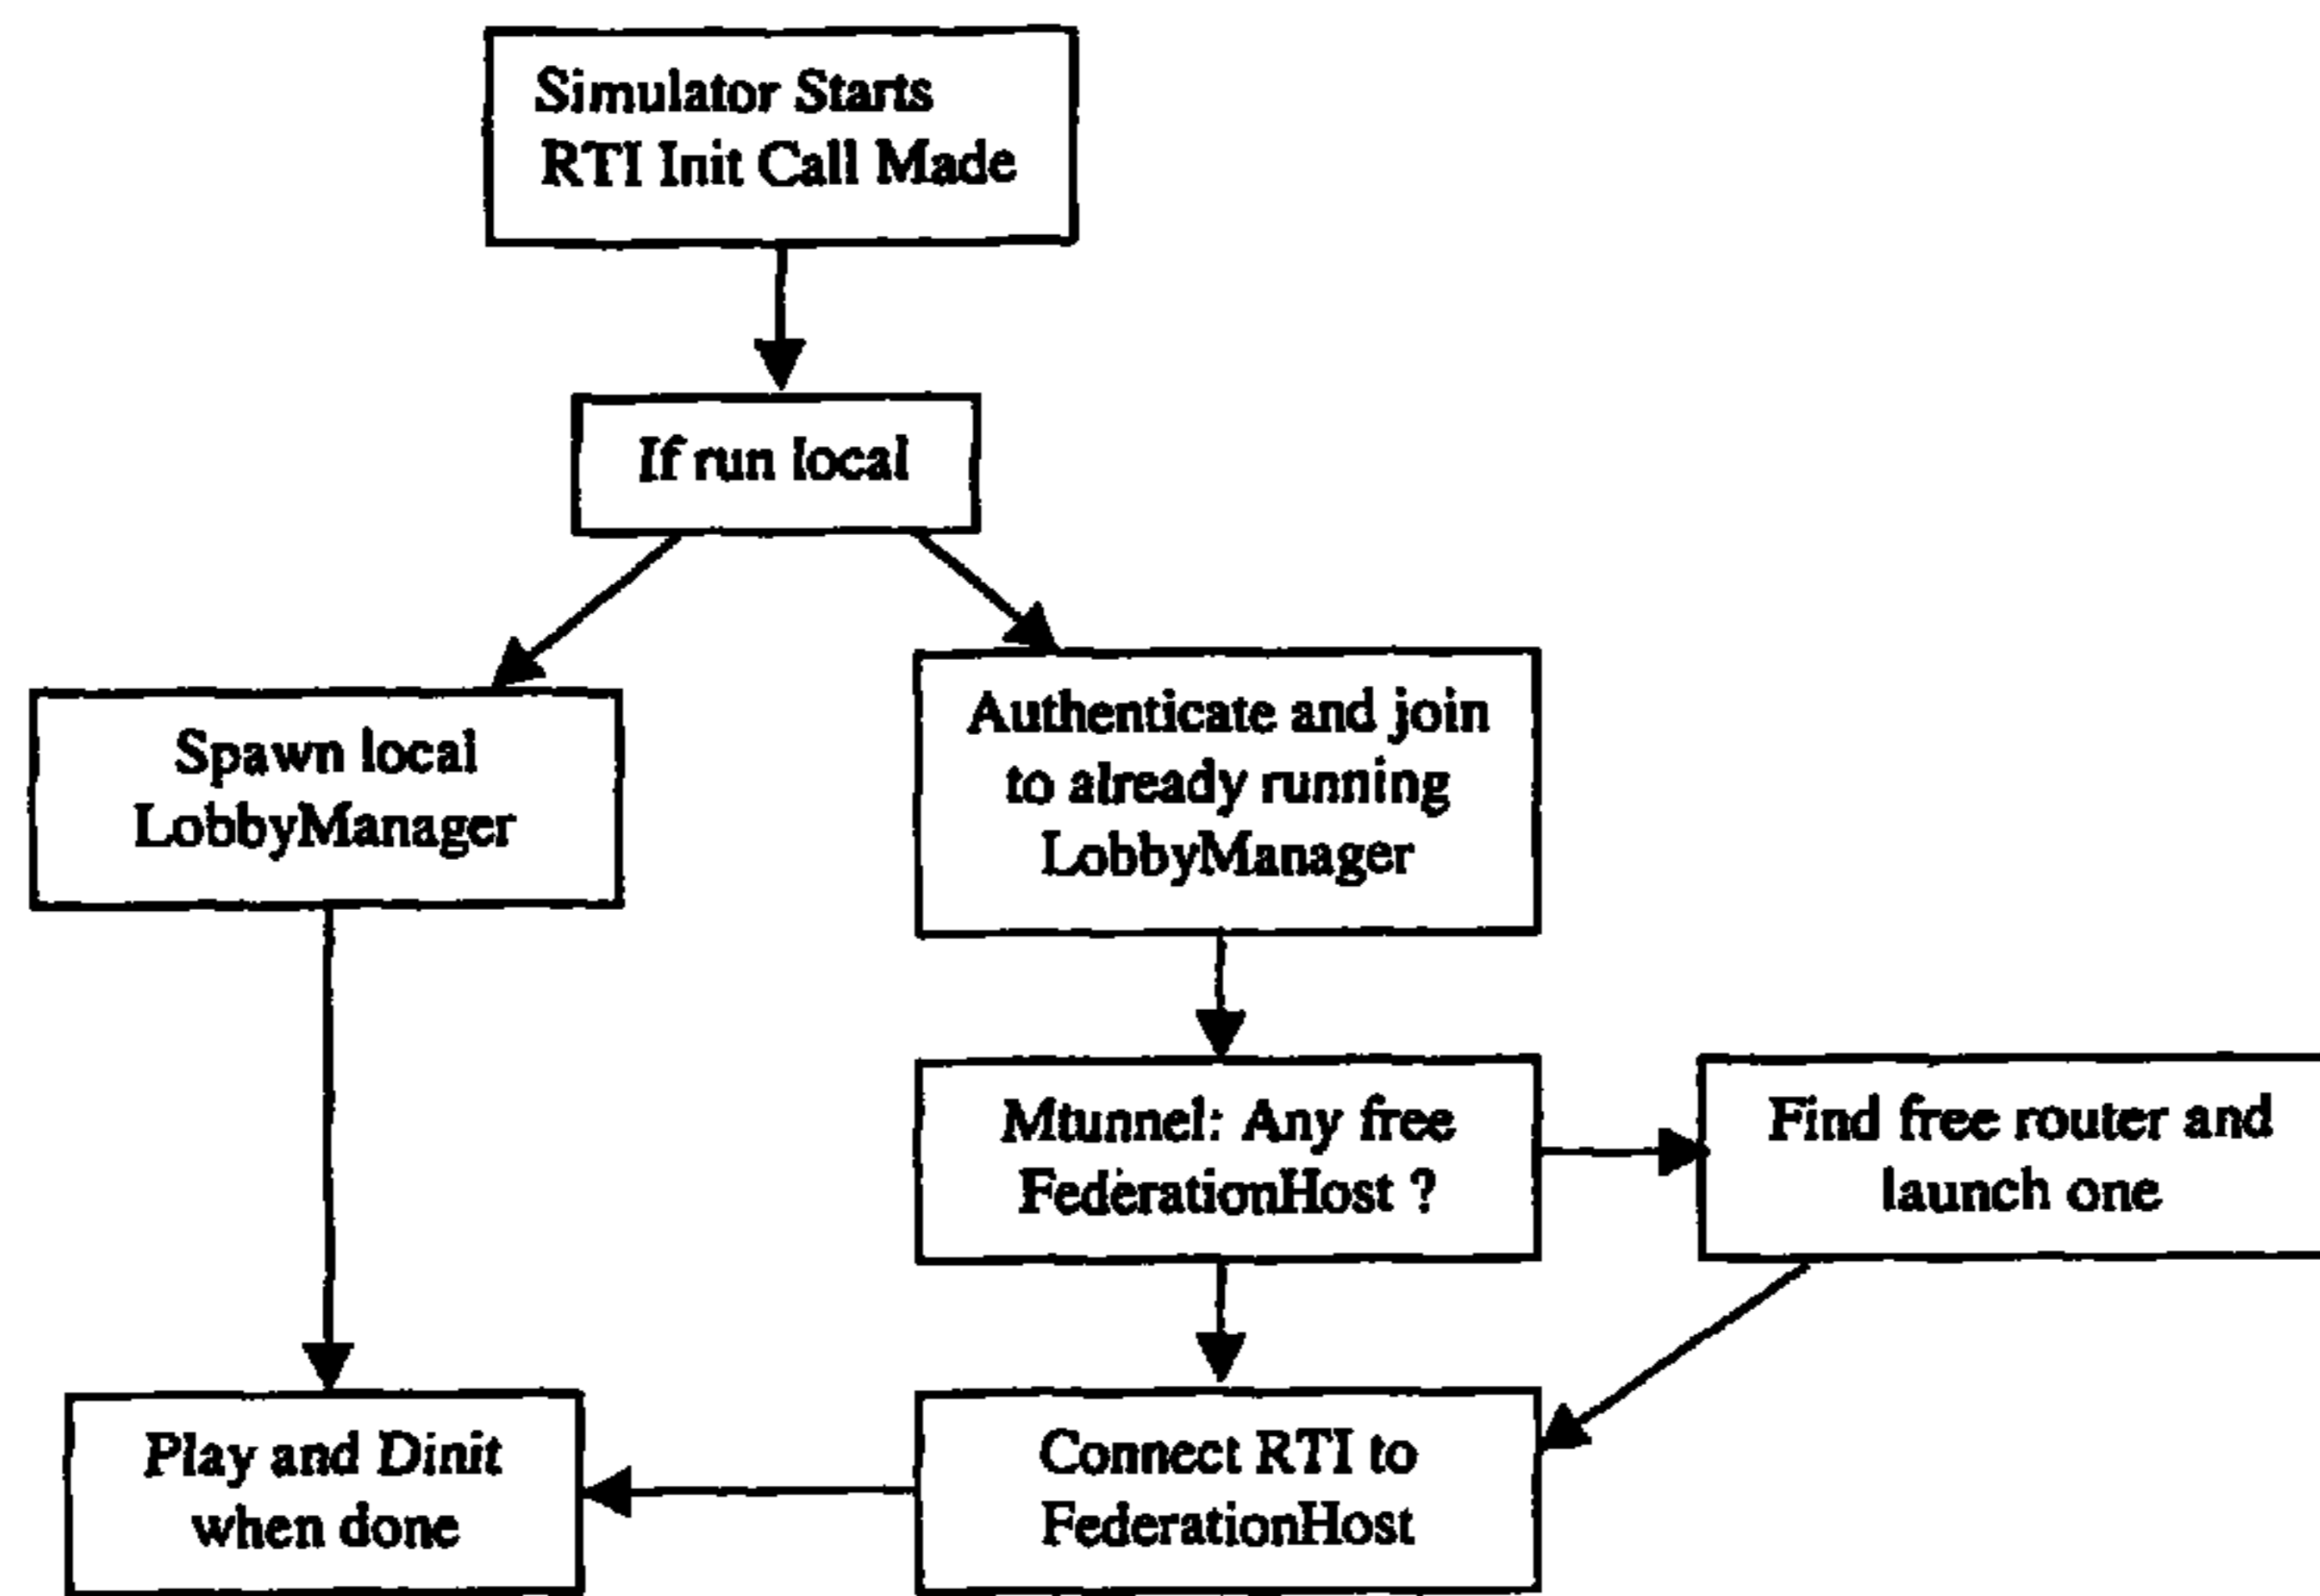 Simulator Starts
RTI Init Call Made
If run local
Spawn local
LobbyManager
Authenticate and join
to already running
LobbyManager
Mtunnel: Any free
FederationHost ?
Find free router and
launch one
Play and Dinit
when done
Connect RTI to
FederationHost